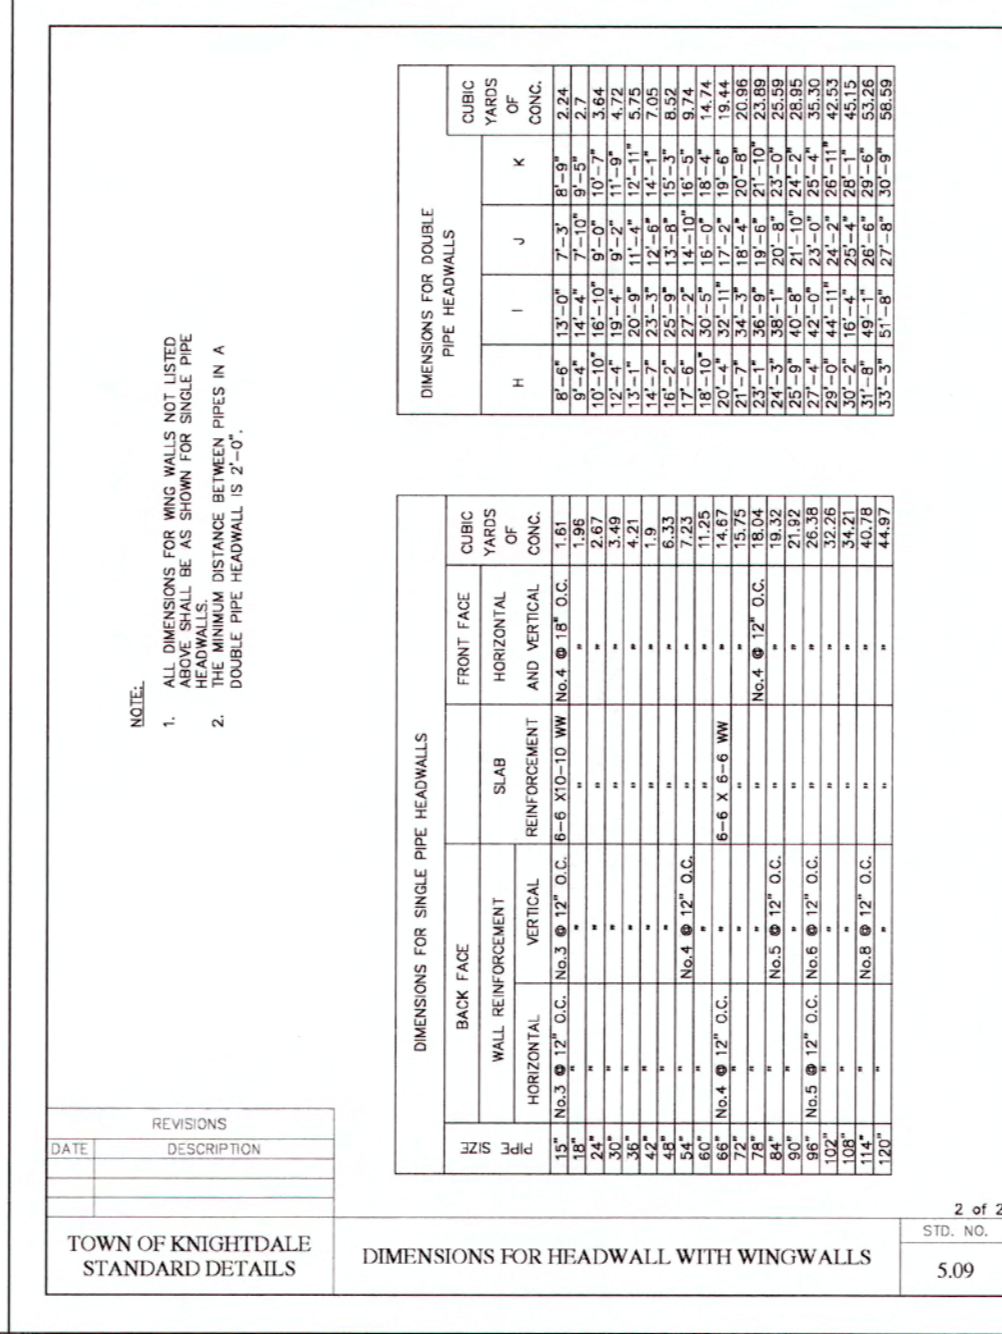 NOTE:
1. ALL DIMENSIONS FOR WING WALLS NOT LISTED
ABOVE SHALL BE AS SHOWN FOR SINGLE PIPE
HEADWALLS.
2. THE MINIMUM DISTANCE BETWEEN PIPES IN A
DOUBLE PIPE HEADWALL IS 2'-0".
DIMENSIONS FOR SINGLE PIPE HEADWALLS
PIPE SIZE
BACK FACE
WALL REINFORCEMENT
HORIZONTAL VERTICAL
SLAB
REINFORCEMENT
FRONT FACE
HORIZONTAL
AND VERTICAL
CUBIC
YARDS
OF
CONC.
15" No.3 @ 12" O.C. No.3 @ 12" O.C. 6-6 X10-10 WW No.4 @ 18" O.C. 1.61
18" " " " " 1.96
24" " " " " 2.67
30" " " " " 3.49
36" " " " " 4.21
42" " " " " 1.9
48" " " " " 6.33
54" " No.4 @ 12" O.C. " " 7.23
60" " " " " 11.25
66" No.4 @ 12" O.C. " 6-6 X 6-6 WW " 14.67
72" " " " " 15.75
78" " " " No.4 @ 12" O.C. 18.04
84" " No.5 @ 12" O.C. " " 19.32
90" " " " " 21.92
96" No.5 @ 12" O.C. No.6 @ 12" O.C. " " 26.38
102" " " " " 32.26
108" " " " " 34.21
114" " No.8 @ 12" O.C. " " 40.78
120" " " " " 44.97
DIMENSIONS FOR DOUBLE
PIPE HEADWALLS
H I J K
CUBIC
YARDS
OF
CONC.
8'-6" 13'-0" 7'-3' 8'-9" 2.24
9'-4" 14'-4" 7'-10" 9'-5" 2.7
10'-10" 16'-10" 9'-0" 10'-7" 3.64
12'-4" 19'-4" 9'-2" 11'-9" 4.72
13'-1" 20'-9" 11'-4" 12'-11" 5.75
14'-7" 23'-3" 12'-6" 14'-1" 7.05
16'-2" 25'-9" 13'-8" 15'-3" 8.52
17'-6" 27'-2" 14'-10" 16'-5" 9.74
18'-10" 30'-5" 16'-0" 18'-4" 14.74
20'-4" 32'-11" 17'-2" 19'-6" 19.44
21'-7" 34'-3" 18'-4" 20'-8" 20.96
23'-1" 36'-9" 19'-6" 21'-10" 23.89
24'-3" 38'-1" 20'-8" 23'-0" 25.59
25'-9" 40'-8" 21'-10" 24'-2" 28.95
27'-4" 42'-0" 23'-0" 25'-4" 35.30
29'-0" 44'-11" 24'-2" 26'-11" 42.53
30'-2" 16'-4" 25'-4" 28'-1" 45.15
31'-8" 49'-1" 26'-6" 29'-6" 53.26
33'-3" 51'-8" 27'-8" 30'-9" 58.59
REVISIONS
DATE DESCRIPTION
TOWN OF KNIGHTDALE
STANDARD DETAILS
DIMENSIONS FOR HEADWALL WITH WINGWALLS
2 of 2
STD. NO.
5.09